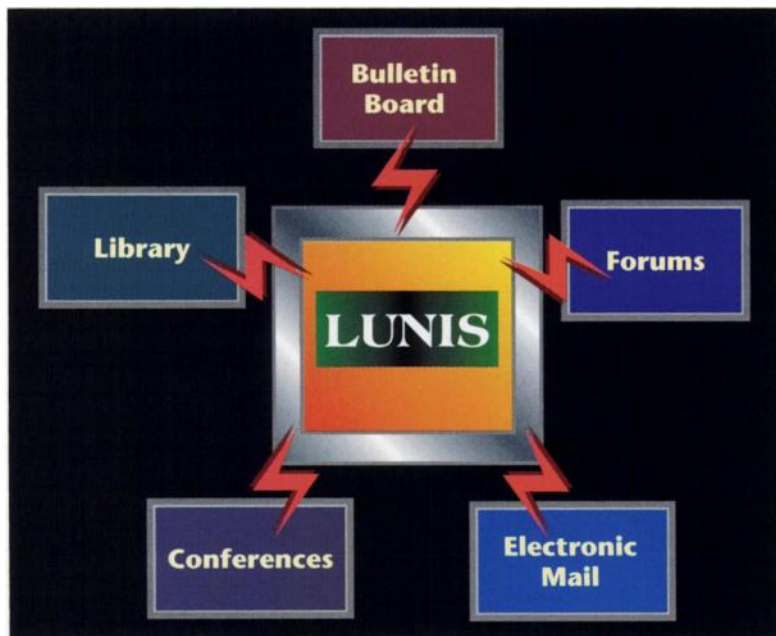 Bulletin
Board
Library
Forums
LUNIS
Conferences
Electronic
Mail